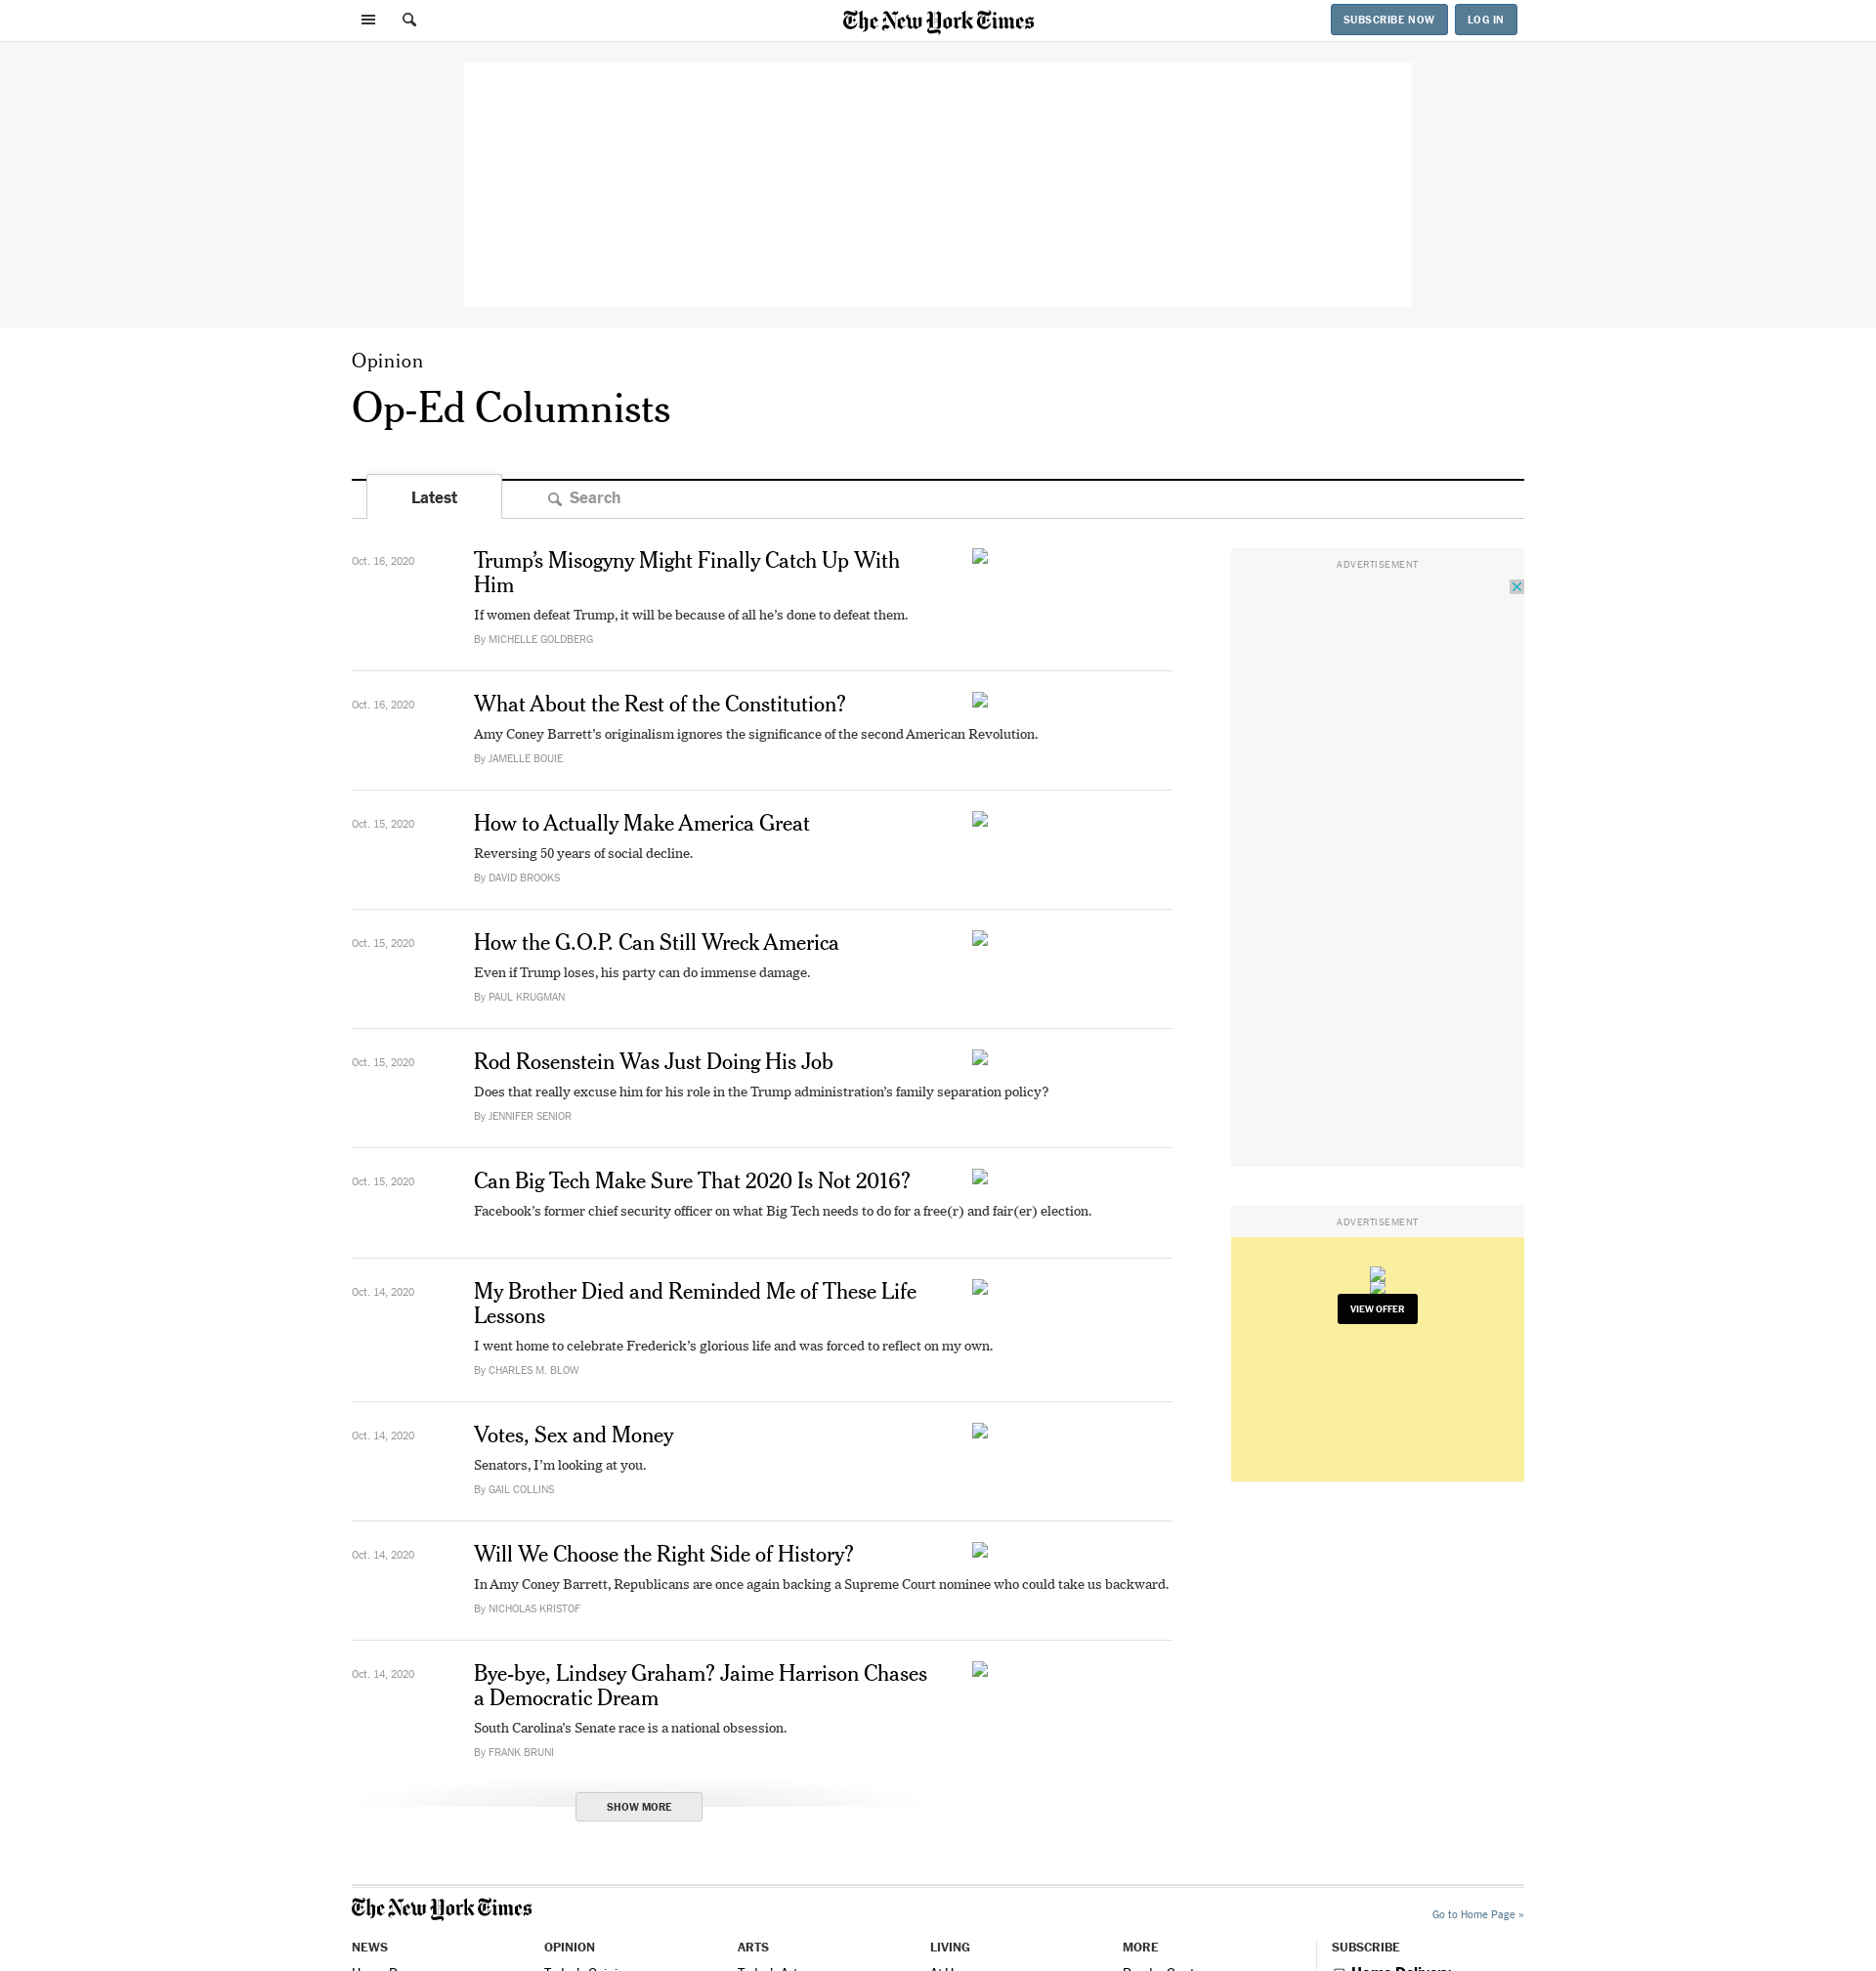 The New York Times
SUBSCRIBE NOW
LOG IN
Opinion
Op-Ed Columnists
Latest
Search
Oct. 16, 2020
Trump’s Misogyny Might Finally Catch Up With
Him
If women defeat Trump, it will be because of all he’s done to defeat them.
By MICHELLE GOLDBERG
Oct. 16, 2020
What About the Rest of the Constitution?
Amy Coney Barrett’s originalism ignores the significance of the second American Revolution.
By JAMELLE BOUIE
Oct. 15, 2020
How to Actually Make America Great
Reversing 50 years of social decline.
By DAVID BROOKS
Oct. 15, 2020
How the G.O.P. Can Still Wreck America
Even if Trump loses, his party can do immense damage.
By PAUL KRUGMAN
Oct. 15, 2020
Rod Rosenstein Was Just Doing His Job
Does that really excuse him for his role in the Trump administration’s family separation policy?
By JENNIFER SENIOR
Oct. 15, 2020
Can Big Tech Make Sure That 2020 Is Not 2016?
Facebook’s former chief security officer on what Big Tech needs to do for a free(r) and fair(er) election.
Oct. 14, 2020
My Brother Died and Reminded Me of These Life
Lessons
I went home to celebrate Frederick’s glorious life and was forced to reflect on my own.
By CHARLES M. BLOW
Oct. 14, 2020
Votes, Sex and Money
Senators, I’m looking at you.
By GAIL COLLINS
Oct. 14, 2020
Will We Choose the Right Side of History?
In Amy Coney Barrett, Republicans are once again backing a Supreme Court nominee who could take us backward.
By NICHOLAS KRISTOF
Oct. 14, 2020
Bye-bye, Lindsey Graham? Jaime Harrison Chases
a Democratic Dream
South Carolina’s Senate race is a national obsession.
By FRANK BRUNI
SHOW MORE
ADVERTISEMENT
ADVERTISEMENT
VIEW OFFER
The New York Times
Go to Home Page »
NEWS
OPINION
ARTS
LIVING
MORE
SUBSCRIBE